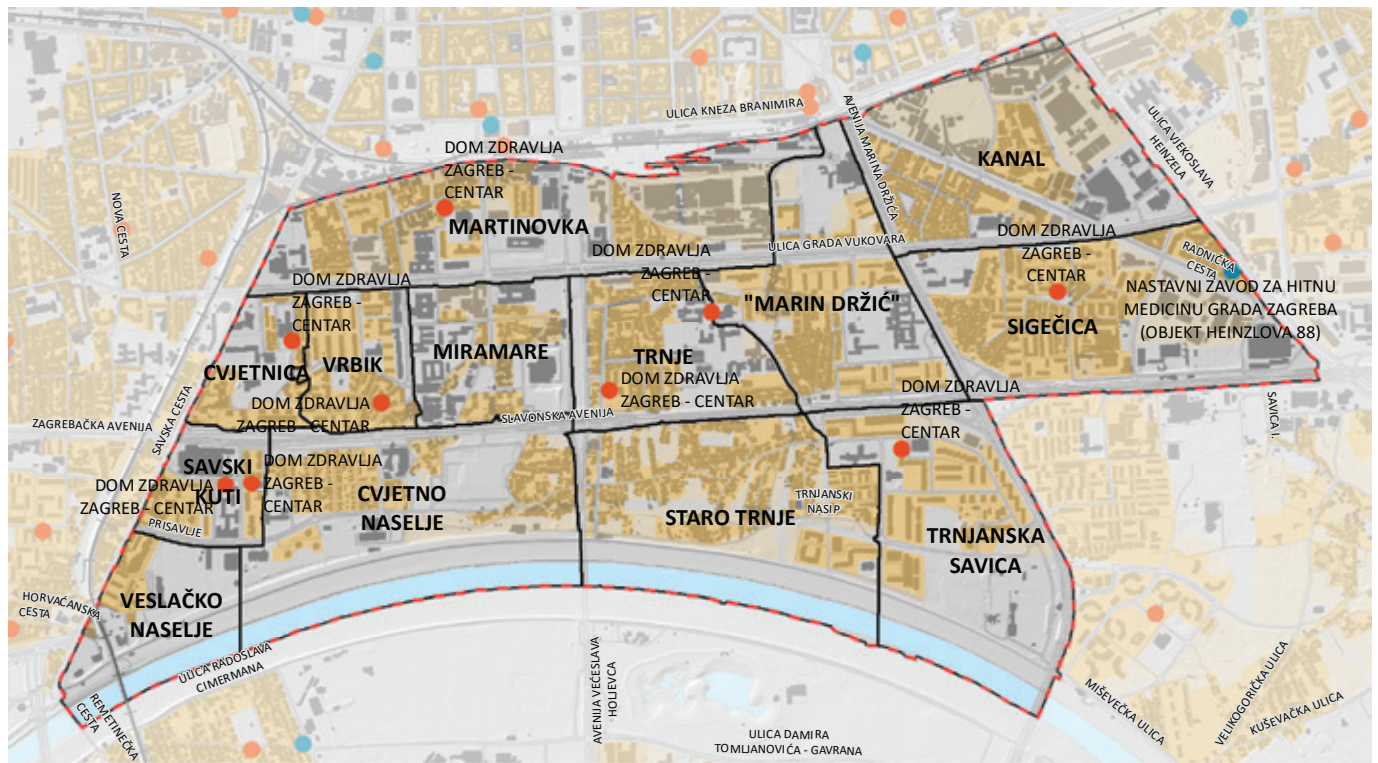 ULICA KNEZA BRANIMIRA
AVENIJA MARINA DRŽIĆA
ULICA VJEKOSLAVA
HEINZELA
DOM ZDRAVLJA
ZAGREB -
CENTAR
KANAL
NOVA CESTA
MARTINOVKA
ULICA GRADA VUKOVARA
DOM ZDRAVLJA
ZAGREB -
CENTAR
DOM ZDRAVLJA
ZAGREB -
CENTAR
RADNIČKA
CESTA
DOM ZDRAVLJA
ZAGREB -
CENTAR
NASTAVNI ZAVOD ZA HITNU
MEDICINU GRADA ZAGREBA
(OBJEKT HEINZLOVA 88)
"MARIN DRŽIĆ"
SIGEČICA
CVJETNICA
VRBIK
MIRAMARE
TRNJE
DOM ZDRAVLJA
ZAGREB - CENTAR
DOM ZDRAVLJA
ZAGREB -
CENTAR
DOM ZDRAVLJA
ZAGREB - CENTAR
SLAVONSKA AVENIJA
SAVSKA CESTA
ZAGREBAČKA AVENIJA
SAVICA I.
SAVSKI
KUTI
DOM ZDRAVLJA
ZAGREB - CENTAR
DOM ZDRAVLJA
ZAGREB -
CENTAR
CVJETNO
NASELJE
TRNJANSKI
NASIP
STARO TRNJE
PRISAVLJE
TRNJANSKA
SAVICA
VESLAČKO
NASELJE
HORVAĆANSKA
CESTA
ULICA RADOSLAVA
CIMERMANA
REMETINEČKA
CESTA
AVENIJA VEĆESLAVA
HOLJEVCA
ULICA DAMIRA
TOMLJANOVIĆA - GAVRANA
MIŠEVEČKA ULICA
VELIKOGORIČKA ULICA
KUŠEVAČKA ULICA